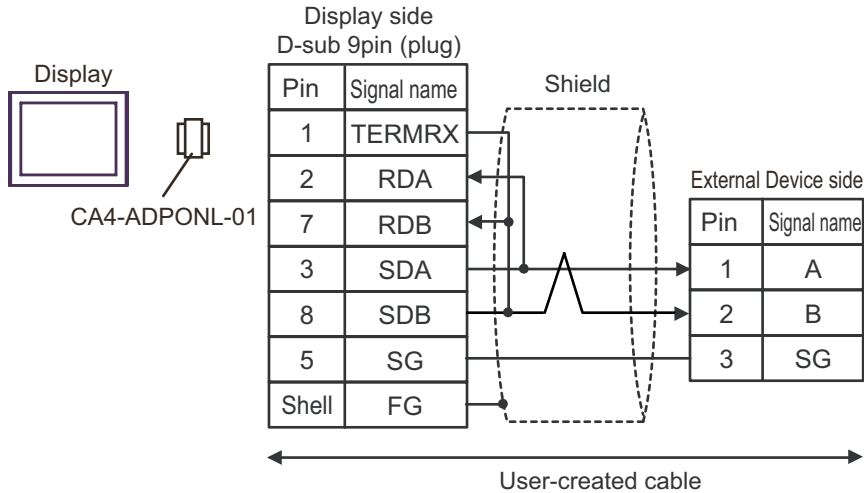 Display side
D-sub 9pin (plug)
Display
CA4-ADPONL-01
Pin Signal name
1 TERMRX
2 RDA
7 RDB
3 SDA
8 SDB
5 SG
Shell FG
Shield
External Device side
Pin Signal name
1 A
2 B
3 SG
User-created cable